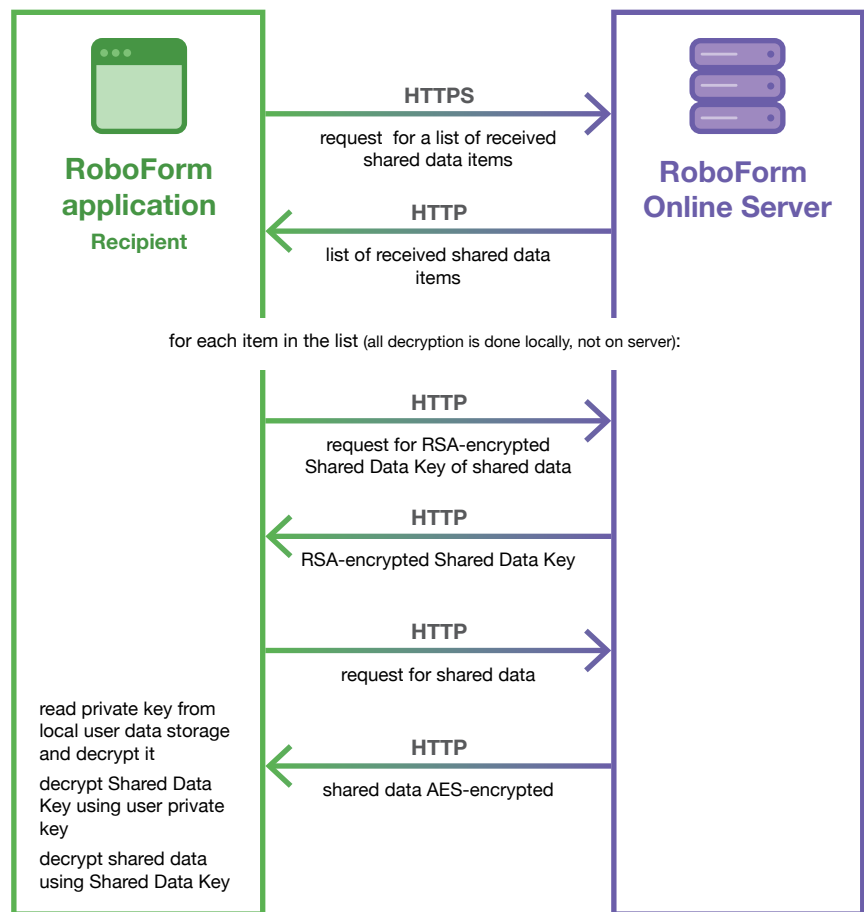 RoboForm
application
Recipient
RoboForm
Online Server
HTTPS
request for a list of received
shared data items
HTTP
list of received shared data
items
for each item in the list (all decryption is done locally, not on server):
HTTP
request for RSA-encrypted
Shared Data Key of shared data
HTTP
RSA-encrypted Shared Data Key
HTTP
request for shared data
HTTP
shared data AES-encrypted
read private key from
local user data storage
and decrypt it
decrypt Shared Data
Key using user private
key
decrypt shared data
using Shared Data Key